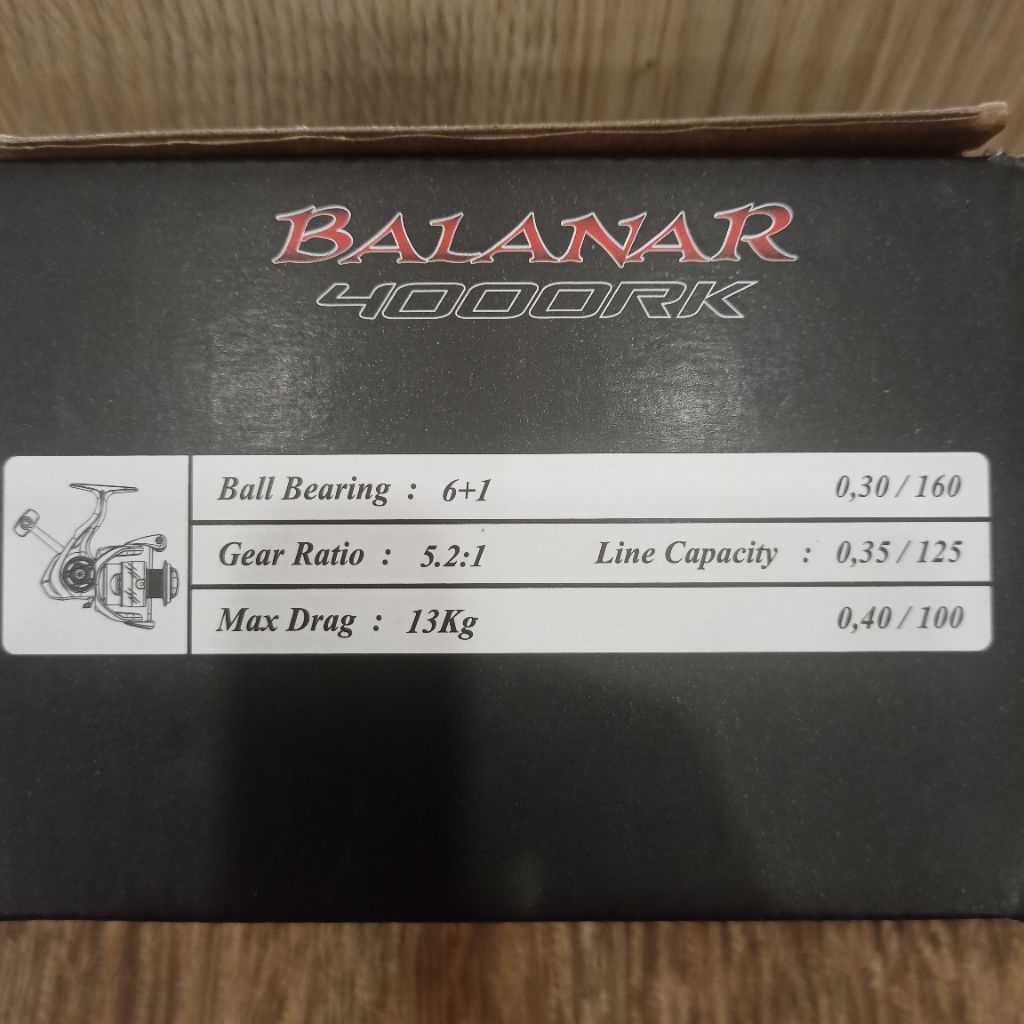 BALANAR
4000RK
Ball Bearing : 6+1 0,30 / 160
Gear Ratio : 5.2:1 Line Capacity : 0,35 / 125
Max Drag : 13Kg 0,40 / 100